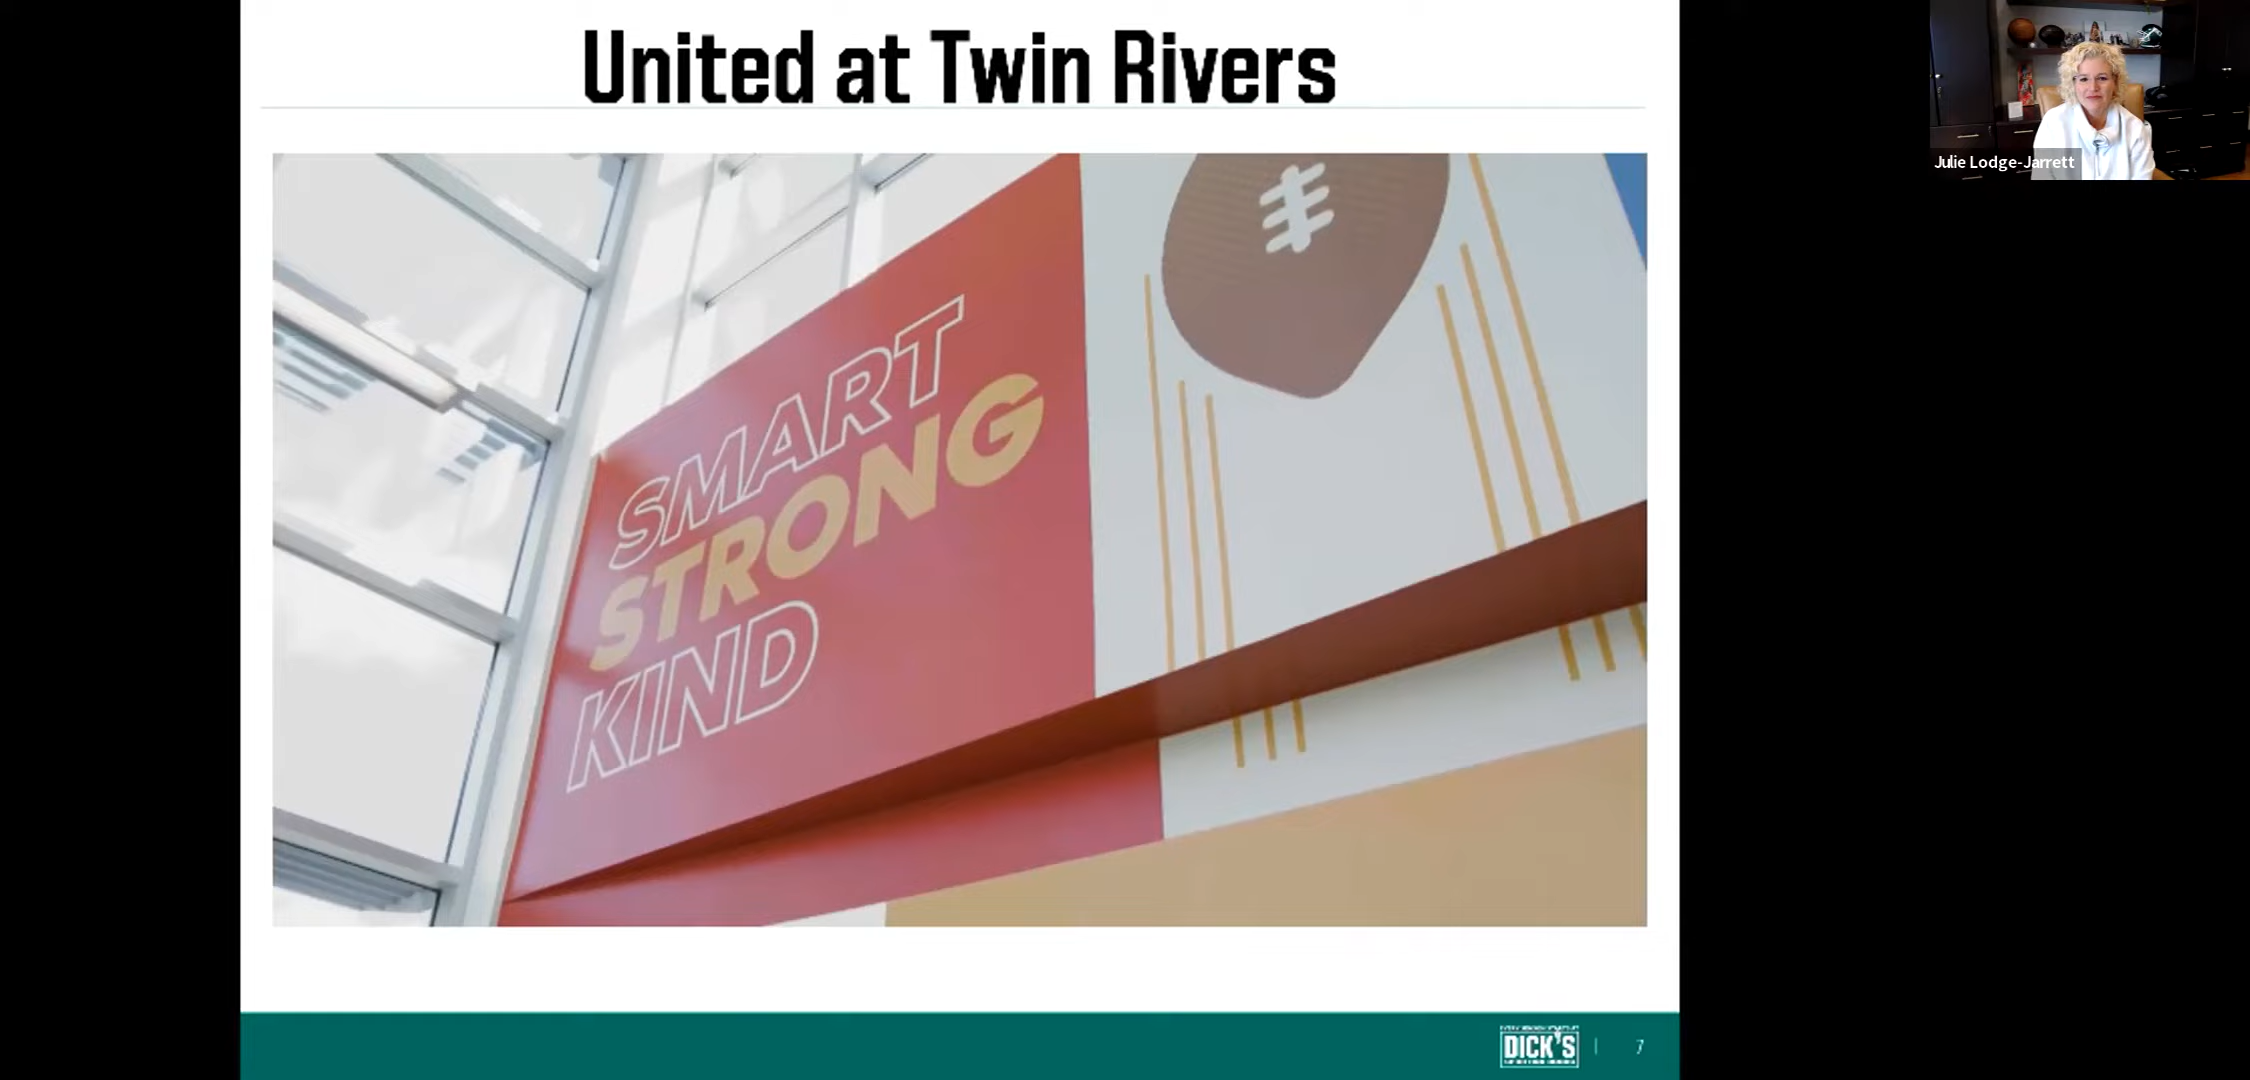 United at Twin Rivers
Julie Lodge-Jarrett
SMART
STRONG
KIND
DICK'S
7